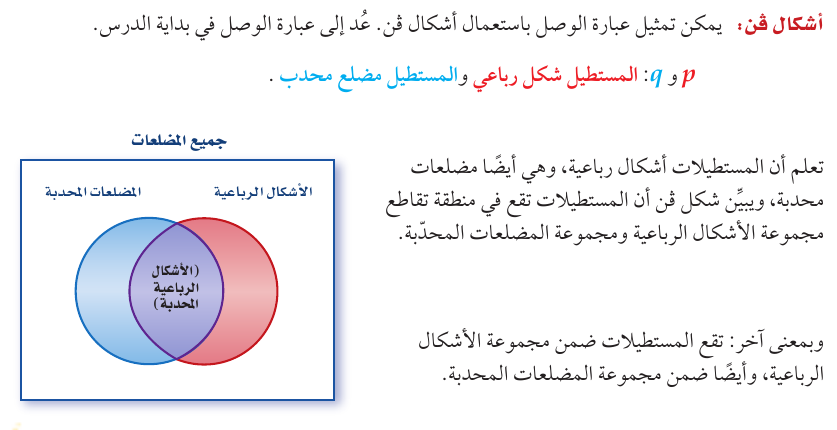 أشكال ڤن: يمكن تمثيل عبارة الوصل باستعمال أشكال ڤن. عُد إلى عبارة الوصل في بداية الدرس.
p و q: المستطيل شكل رباعي والمستطيل مضلع محدب .
تعلم أن المستطيلات أشكال رباعية، وهي أيضًا مضلعات
محدبة، ويبيِّن شكل ڤن أن المستطيلات تقع في منطقة تقاطع
مجموعة الأشكال الرباعية ومجموعة المضلعات المحدّبة.
وبمعنى آخر: تقع المستطيلات ضمن مجموعة الأشكال
الرباعية، وأيضًا ضمن مجموعة المضلعات المحدبة.
جميع المضلعات
الأشكال الرباعية
المضلعات المحدبة
(الأشكال
الرباعية
المحدبة)